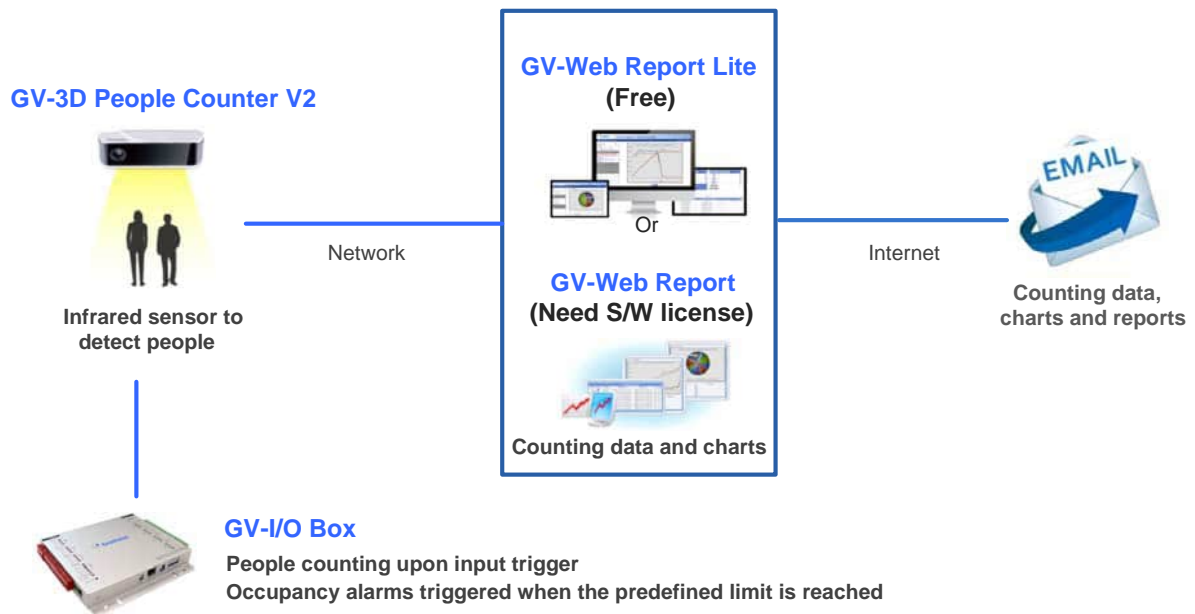 GV-3D People Counter V2
Infrared sensor to
detect people
Network
GV-Web Report Lite
(Free)
Or
GV-Web Report
(Need S/W license)
Counting data and charts
Internet
EMAIL
Counting data,
charts and reports
GV-I/O Box
People counting upon input trigger
Occupancy alarms triggered when the predefined limit is reached